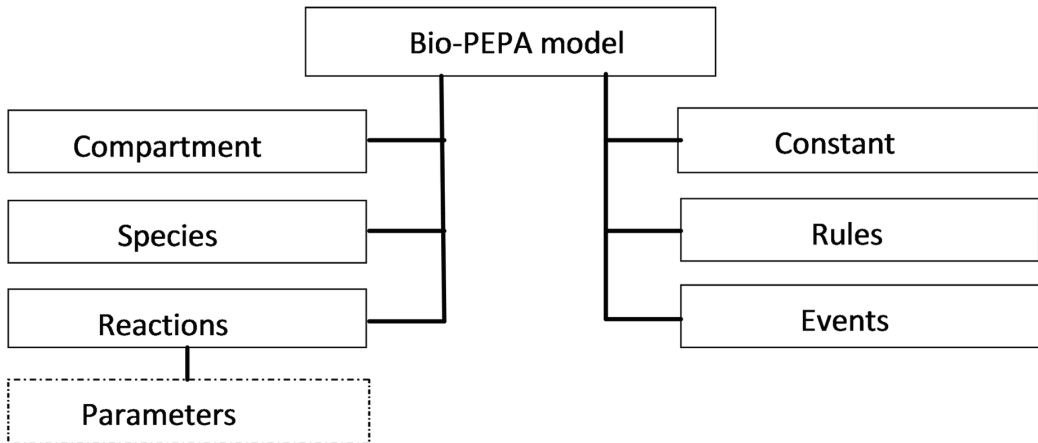 Bio-PEPA model
Compartment
Constant
Species
Rules
Reactions
Events
Parameters